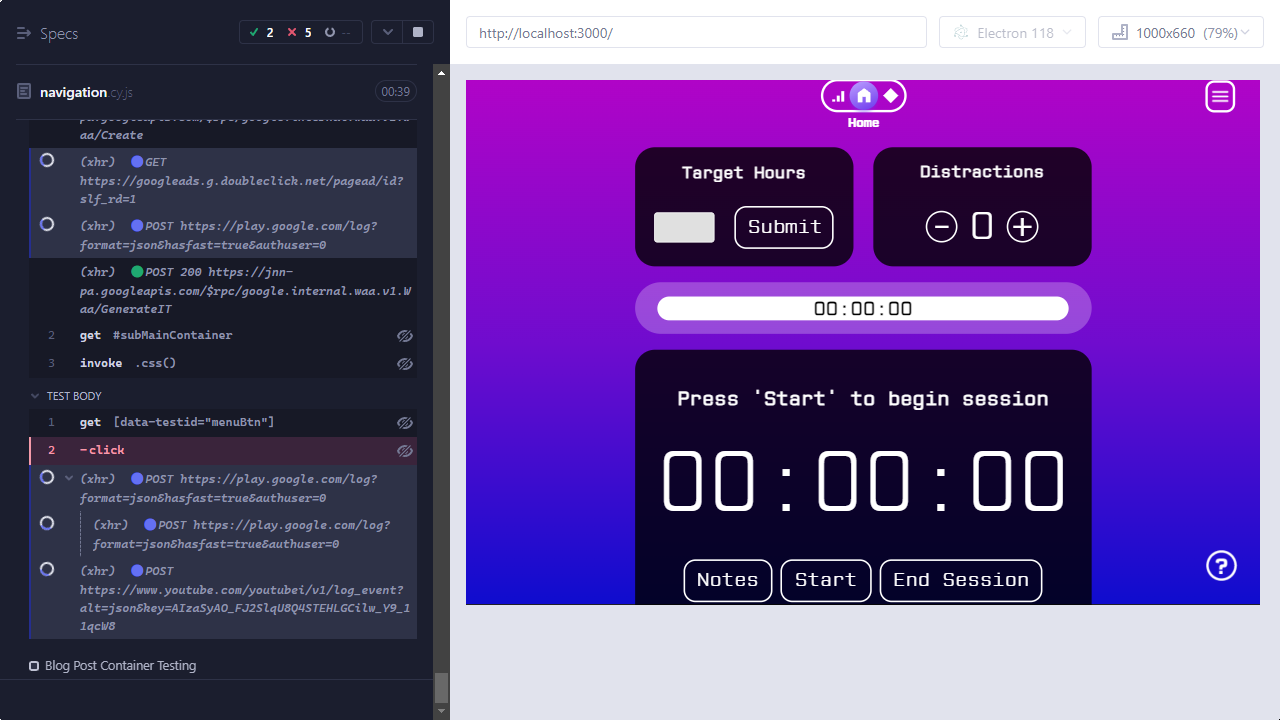 Specs
2
5
--
navigation.cy.js
00:39
aa/Create
(xhr) GET
https://googleads.g.doubleclick.net/pagead/id?
slf_rd=1
(xhr) POST https://play.google.com/log?
format=json&hasfast=true&authuser=0
(xhr) POST 200 https://jnn-
pa.googleapis.com/$rpc/google.internal.waa.v1.W
aa/GenerateIT
2 get #subMainContainer
3 invoke .css()
TEST BODY
1 get [data-testid="menuBtn"]
2 -click
(xhr) POST https://play.google.com/log?
format=json&hasfast=true&authuser=0
(xhr) POST https://play.google.com/log?
format=json&hasfast=true&authuser=0
(xhr) POST
https://www.youtube.com/youtubei/v1/log_event?
alt=json&key=AIzaSyAO_FJ2SlqU8Q4STEHLGCilw_Y9_1
1qcW8
Blog Post Container Testing
http://localhost:3000/
Electron 118
1000x660 (79%)
Home
Target Hours
Submit
Distractions
0
00:00:00
Press 'Start' to begin session
00:00:00
Notes
Start
End Session
?